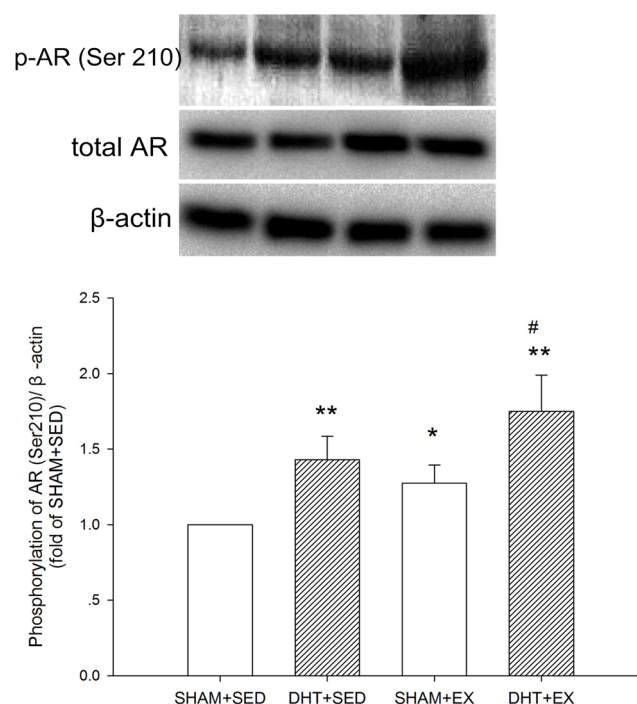 p-AR (Ser 210)
total AR
β-actin
Phosphorylation of AR (Ser210)/ β -actin
(fold of SHAM+SED)
2.5
2.0
1.5
1.0
.5
0.0
**
*
#
**
SHAM+SED DHT+SED SHAM+EX DHT+EX